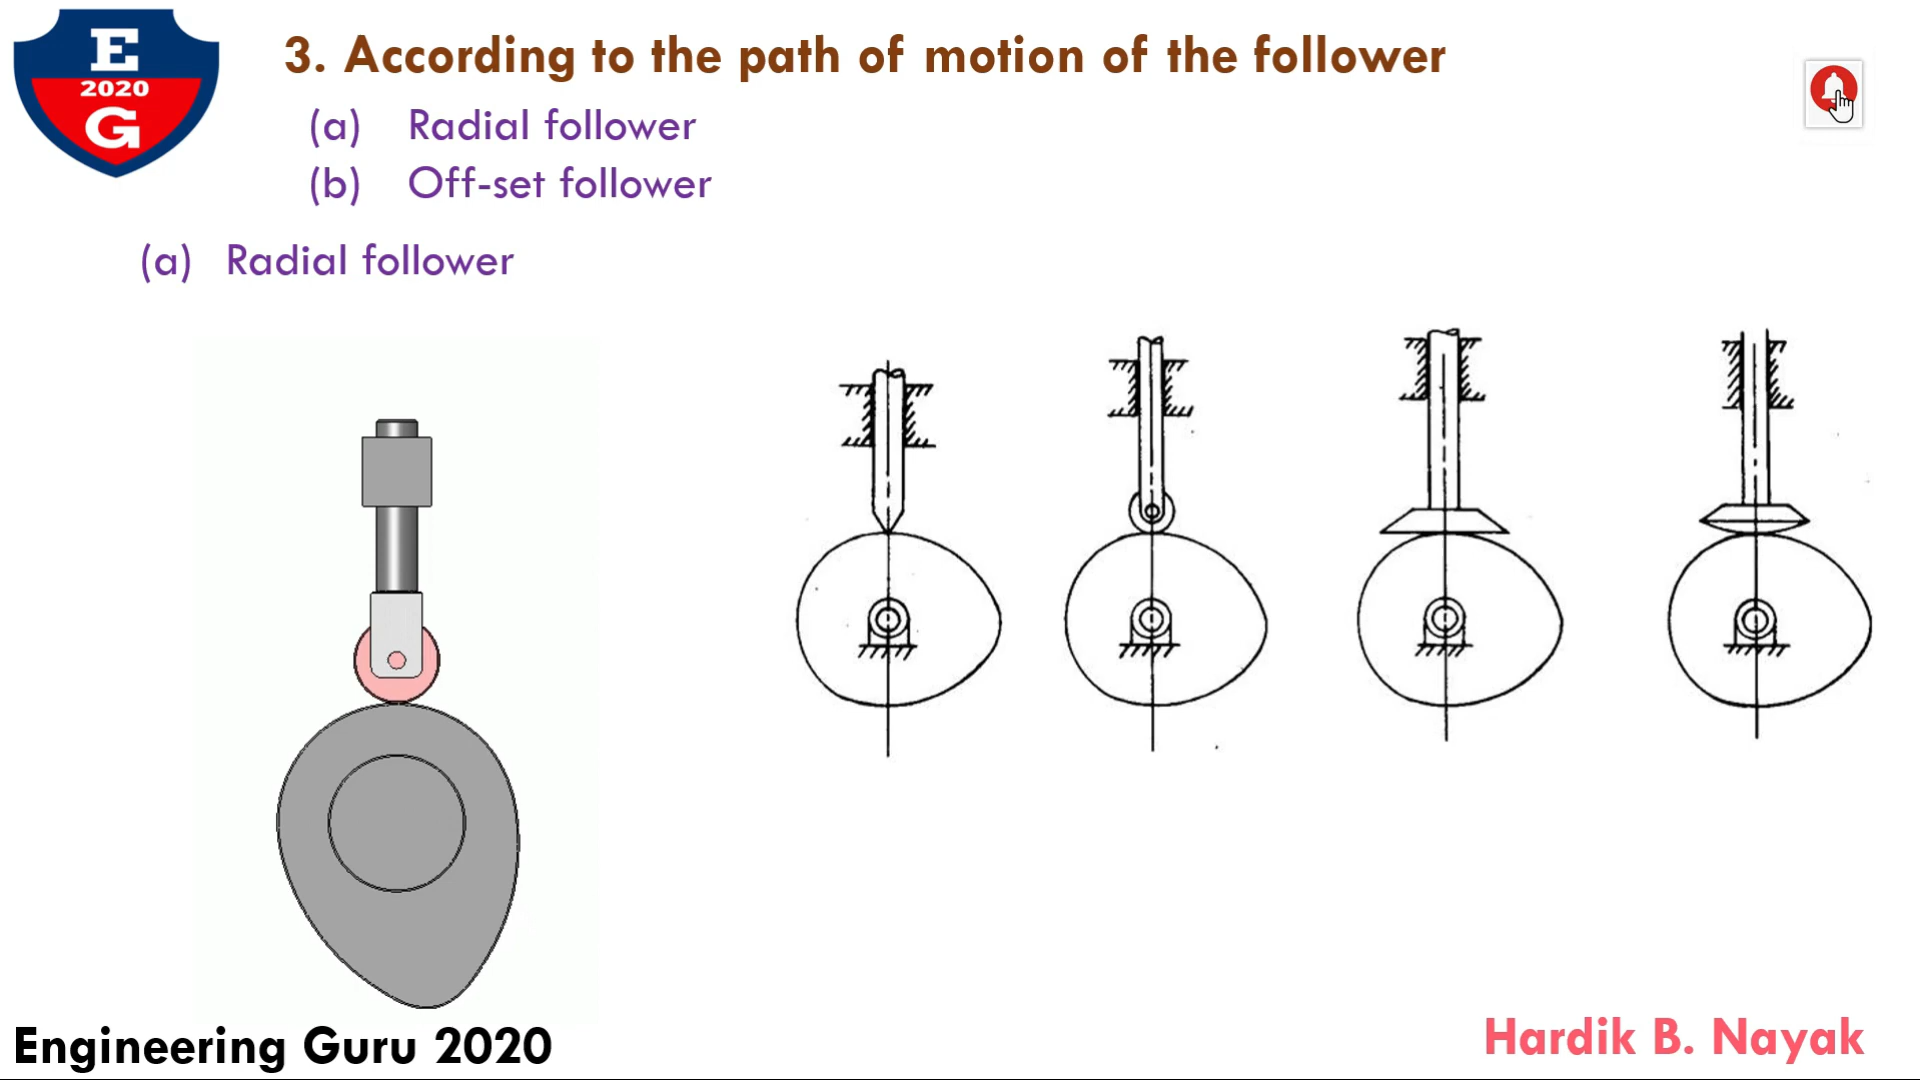 E
2020
G
3. According to the path of motion of the follower
(a) Radial follower
(b) Off-set follower
(a) Radial follower
Engineering Guru 2020
Hardik B. Nayak